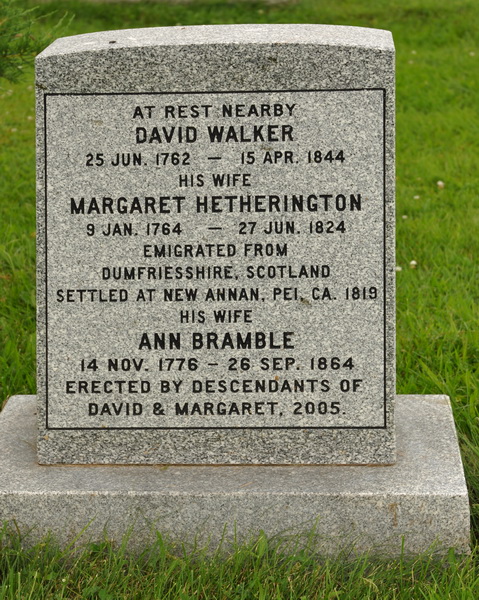 AT REST NEARBY
DAVID WALKER
25 JUN. 1762 — 15 APR. 1844
HIS WIFE
MARGARET HETHERINGTON
9 JAN. 1764 — 27 JUN. 1824
EMIGRATED FROM
DUMFRIESSHIRE, SCOTLAND
SETTLED AT NEW ANNAN, PEI, CA. 1819
HIS WIFE
ANN BRAMBLE
14 NOV. 1776 - 26 SEP. 1864
ERECTED BY DESCENDANTS OF
DAVID & MARGARET, 2005.